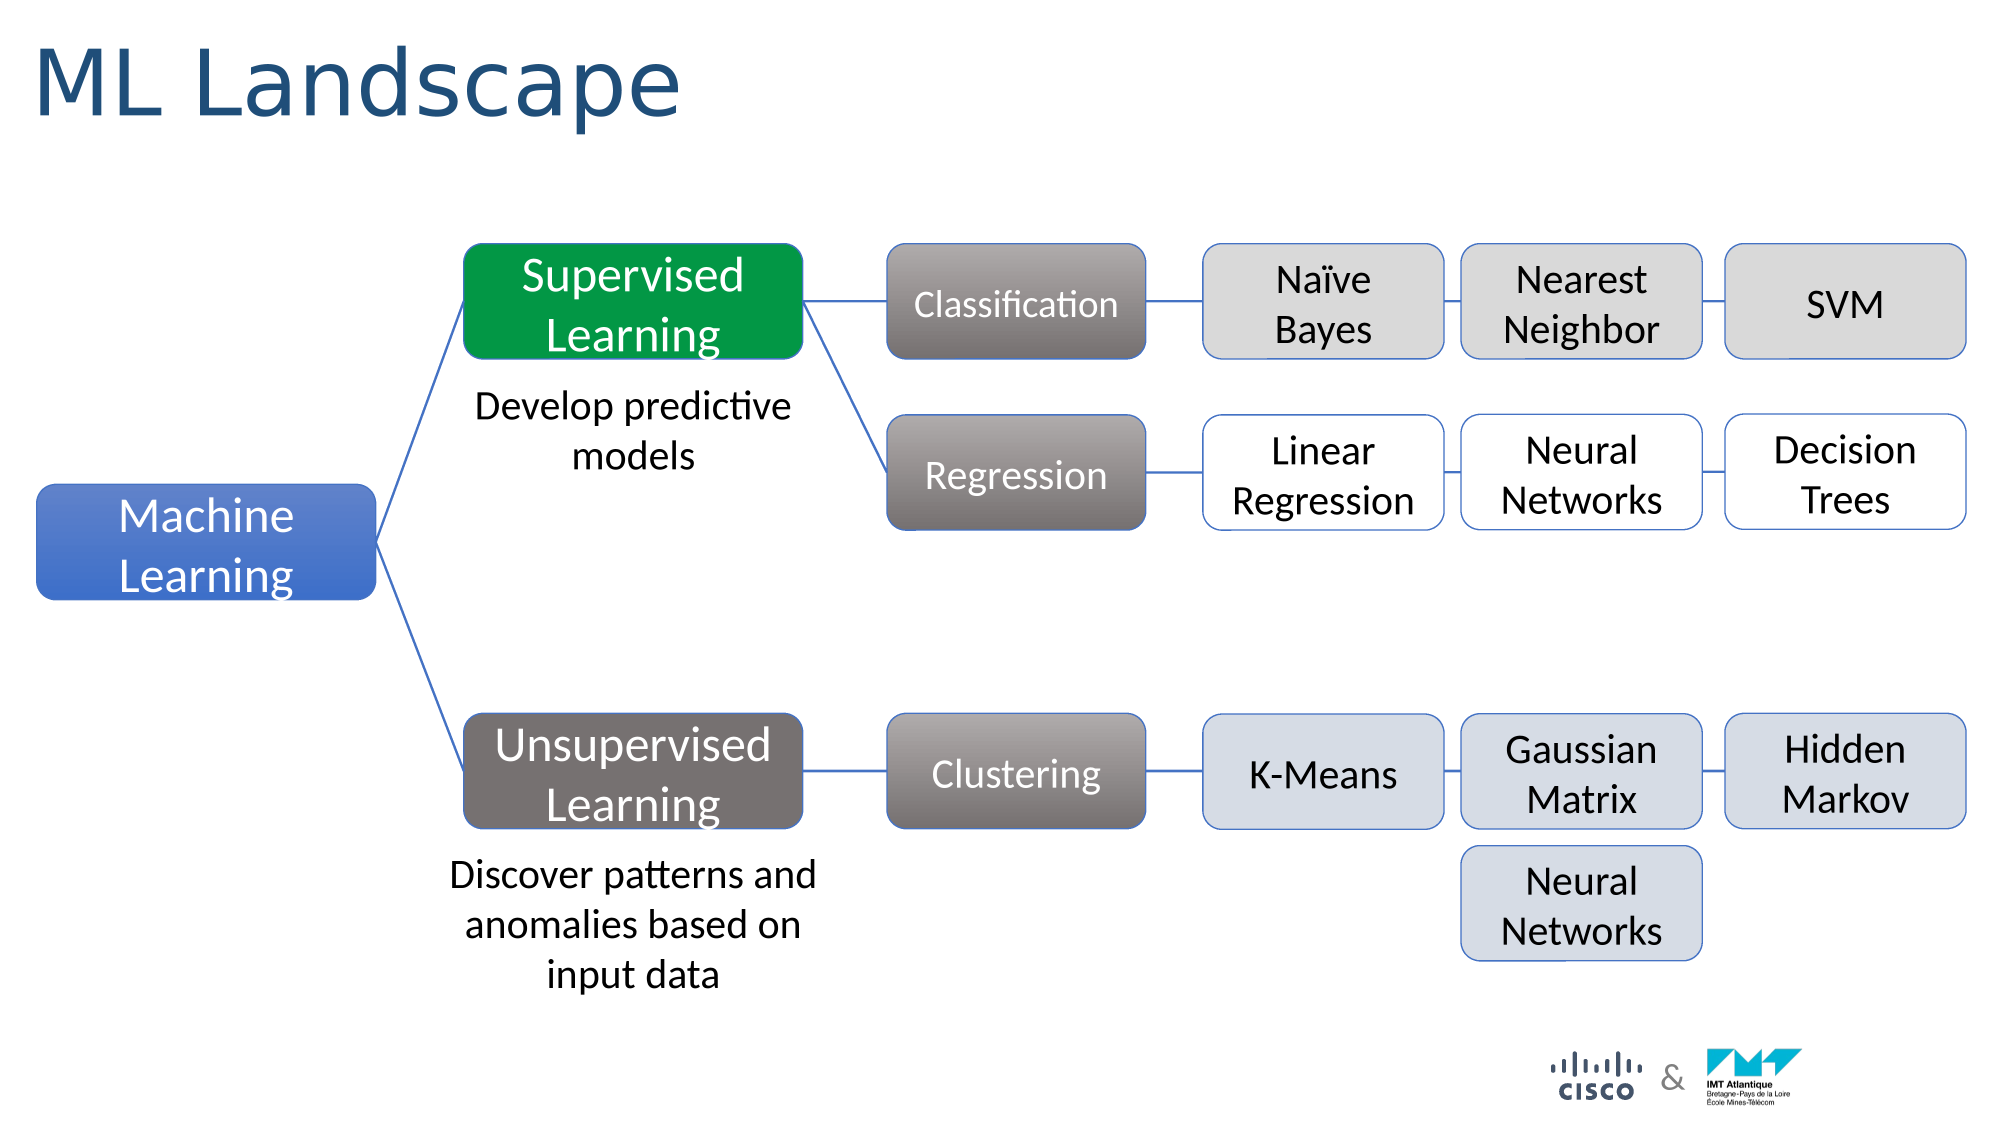 ML Landscape
Supervised
Learning
Develop predictive
models
Classification
Naïve
Bayes
Nearest
Neighbor
SVM
Regression
Linear
Regression
Neural
Networks
Decision
Trees
Machine
Learning
Unsupervised
Learning
Discover patterns and
anomalies based on
input data
Clustering
K-Means
Gaussian
Matrix
Hidden
Markov
Neural
Networks
CISCO
&
IMT Atlantique
Bretagne-Pays de la Loire
École Mines-Télécom